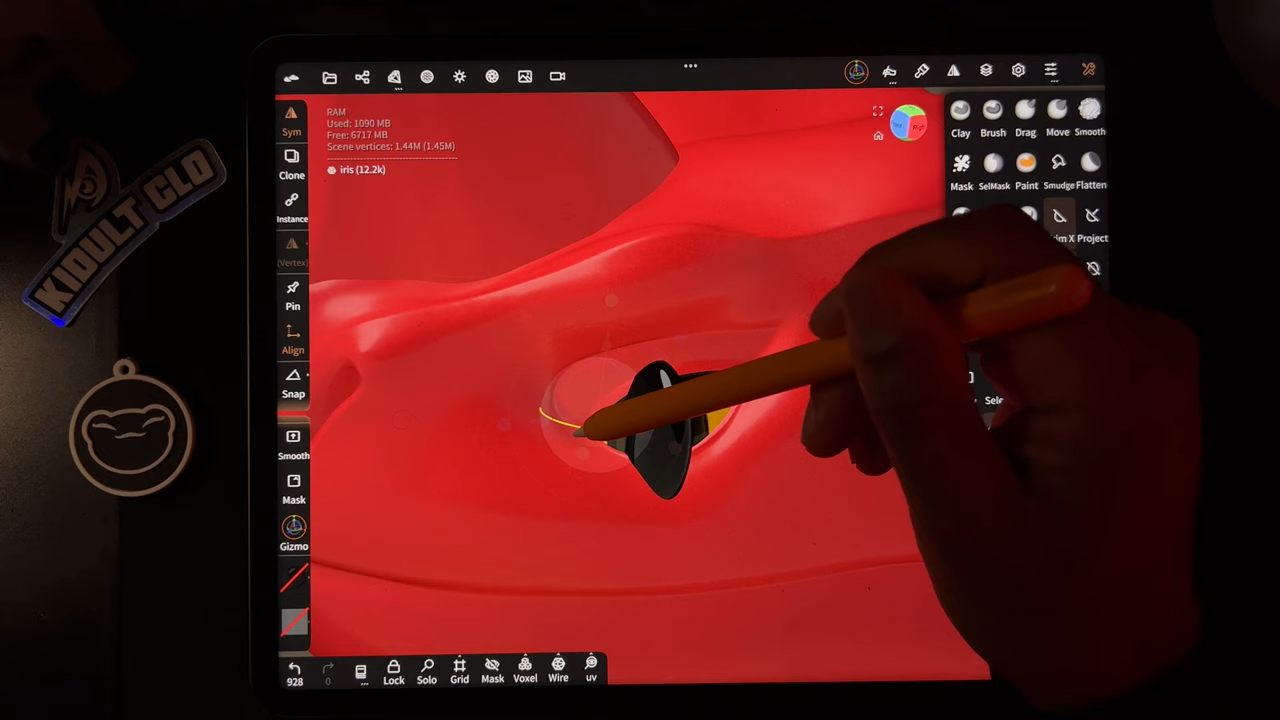 KIDULT CLO
RAM
Used: 1090 MB
Free: 6717 MB
Scene vertices: 1.44M (1.45M)
iris (12.2k)
Sym
Clone
Instance
(Vertex)
Pin
Align
Snap
Smooth
Mask
Gizmo
Clay Brush Drag Move Smooth
Mask SelMask Paint Smudge Flatten
Project
928 0 Lock Solo Grid Mask Voxel Wire uv